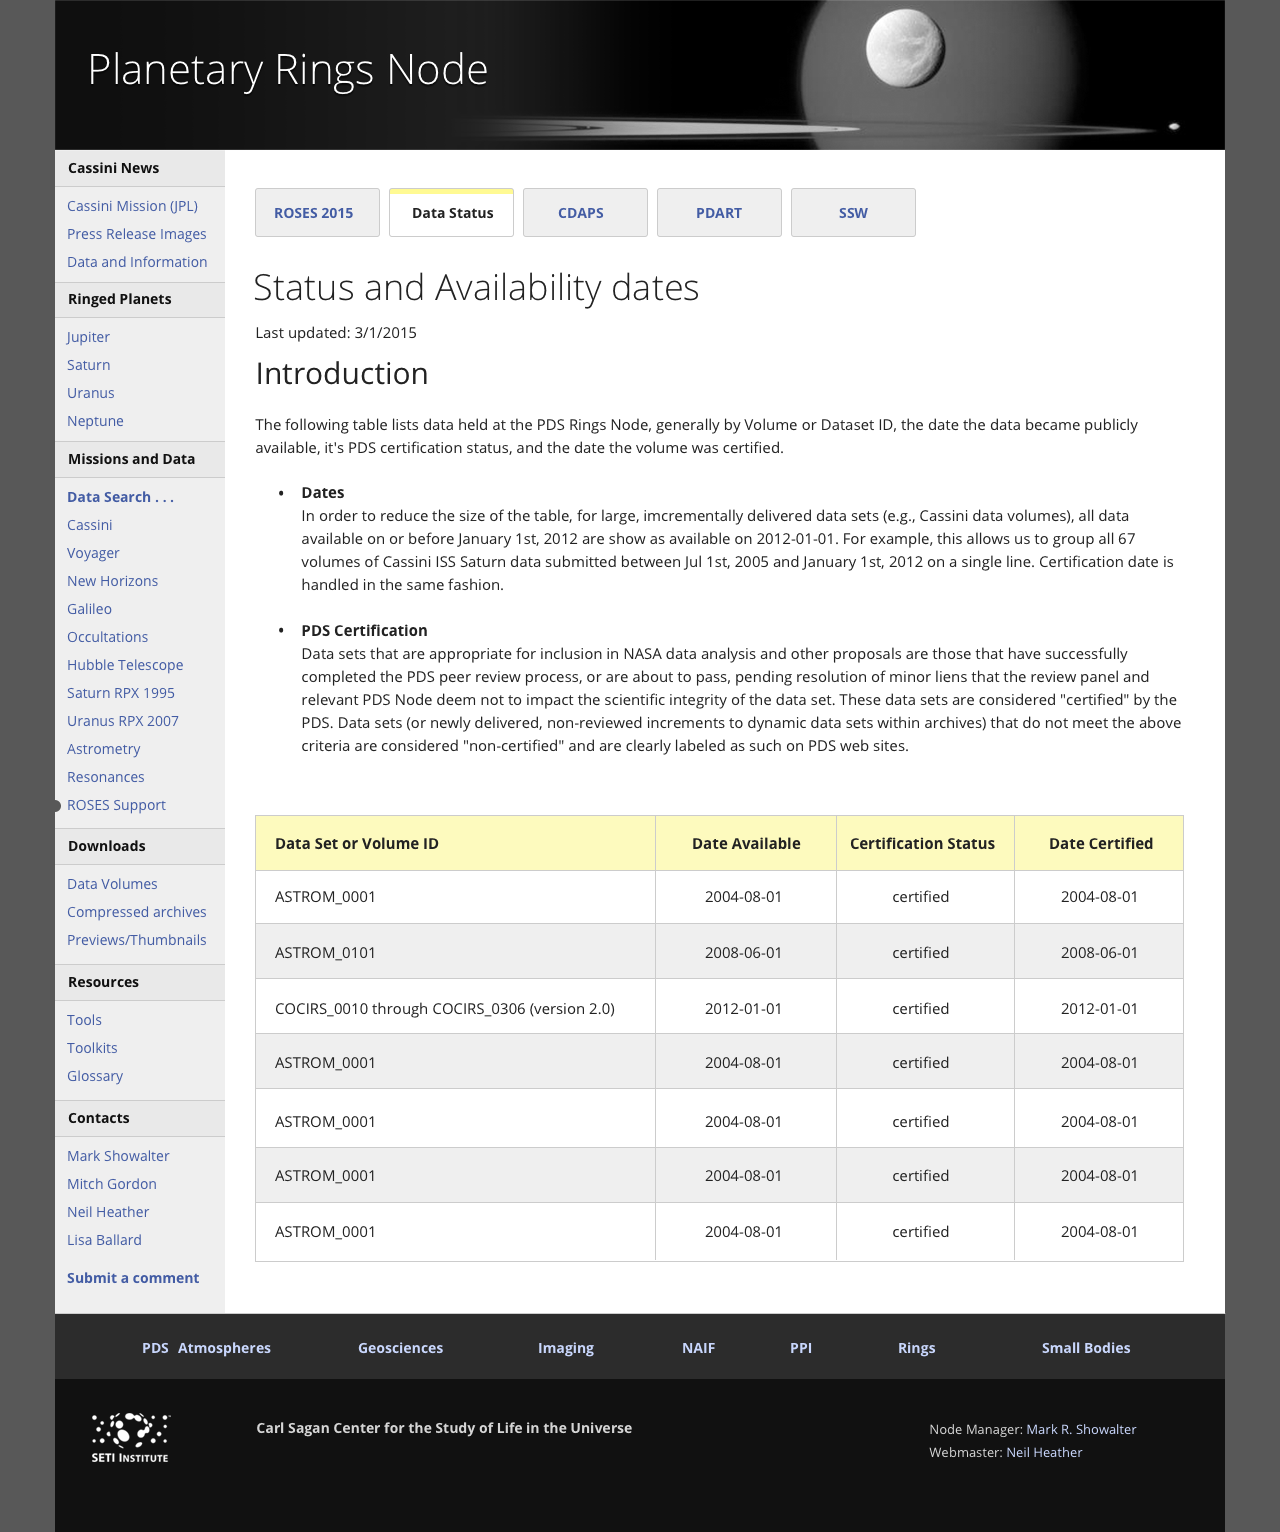 Planetary Rings Node
Cassini News
Cassini Mission (JPL)
Press Release Images
Data and Information
Ringed Planets
Jupiter
Saturn
Uranus
Neptune
Missions and Data
Data Search . . .
Cassini
Voyager
New Horizons
Galileo
Occultations
Hubble Telescope
Saturn RPX 1995
Uranus RPX 2007
Astrometry
Resonances
ROSES Support
Downloads
Data Volumes
Compressed archives
Previews/Thumbnails
Resources
Tools
Toolkits
Glossary
Contacts
Mark Showalter
Mitch Gordon
Neil Heather
Lisa Ballard
Submit a comment
ROSES 2015 Data Status CDAPS PDART SSW
Status and Availability dates
Last updated: 3/1/2015
Introduction
The following table lists data held at the PDS Rings Node, generally by Volume or Dataset ID, the date the data became publicly
available, it's PDS certification status, and the date the volume was certified.
• Dates
In order to reduce the size of the table, for large, imcrementally delivered data sets (e.g., Cassini data volumes), all data
available on or before January 1st, 2012 are show as available on 2012-01-01. For example, this allows us to group all 67
volumes of Cassini ISS Saturn data submitted between Jul 1st, 2005 and January 1st, 2012 on a single line. Certification date is
handled in the same fashion.
• PDS Certification
Data sets that are appropriate for inclusion in NASA data analysis and other proposals are those that have successfully
completed the PDS peer review process, or are about to pass, pending resolution of minor liens that the review panel and
relevant PDS Node deem not to impact the scientific integrity of the data set. These data sets are considered "certified" by the
PDS. Data sets (or newly delivered, non-reviewed increments to dynamic data sets within archives) that do not meet the above
criteria are considered "non-certified" and are clearly labeled as such on PDS web sites.
Data Set or Volume ID Date Available Certification Status Date Certified
ASTROM_0001 2004-08-01 certified 2004-08-01
ASTROM_0101 2008-06-01 certified 2008-06-01
COCIRS_0010 through COCIRS_0306 (version 2.0) 2012-01-01 certified 2012-01-01
ASTROM_0001 2004-08-01 certified 2004-08-01
ASTROM_0001 2004-08-01 certified 2004-08-01
ASTROM_0001 2004-08-01 certified 2004-08-01
ASTROM_0001 2004-08-01 certified 2004-08-01
PDS Atmospheres Geosciences Imaging NAIF PPI Rings Small Bodies
SETI INSTITUTE
Carl Sagan Center for the Study of Life in the Universe
Node Manager: Mark R. Showalter
Webmaster: Neil Heather